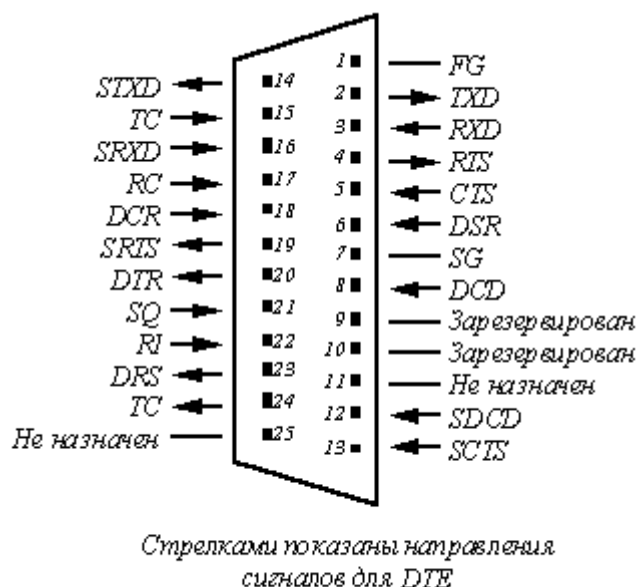 STXD 14
TC 15
SRXD 16
RC 17
DCR 18
SRTS 19
DTR 20
SQ 21
RI 22
DRS 23
TC 24
Не назначен 25
1 FG
2 TXD
3 RXD
4 RTS
5 CTS
6 DSR
7 SG
8 DCD
9 Зарезервирован
10 Зарезервирован
11 Не назначен
12 SDCD
13 SCTS
Стрелками показаны направления
сигналов для DTE